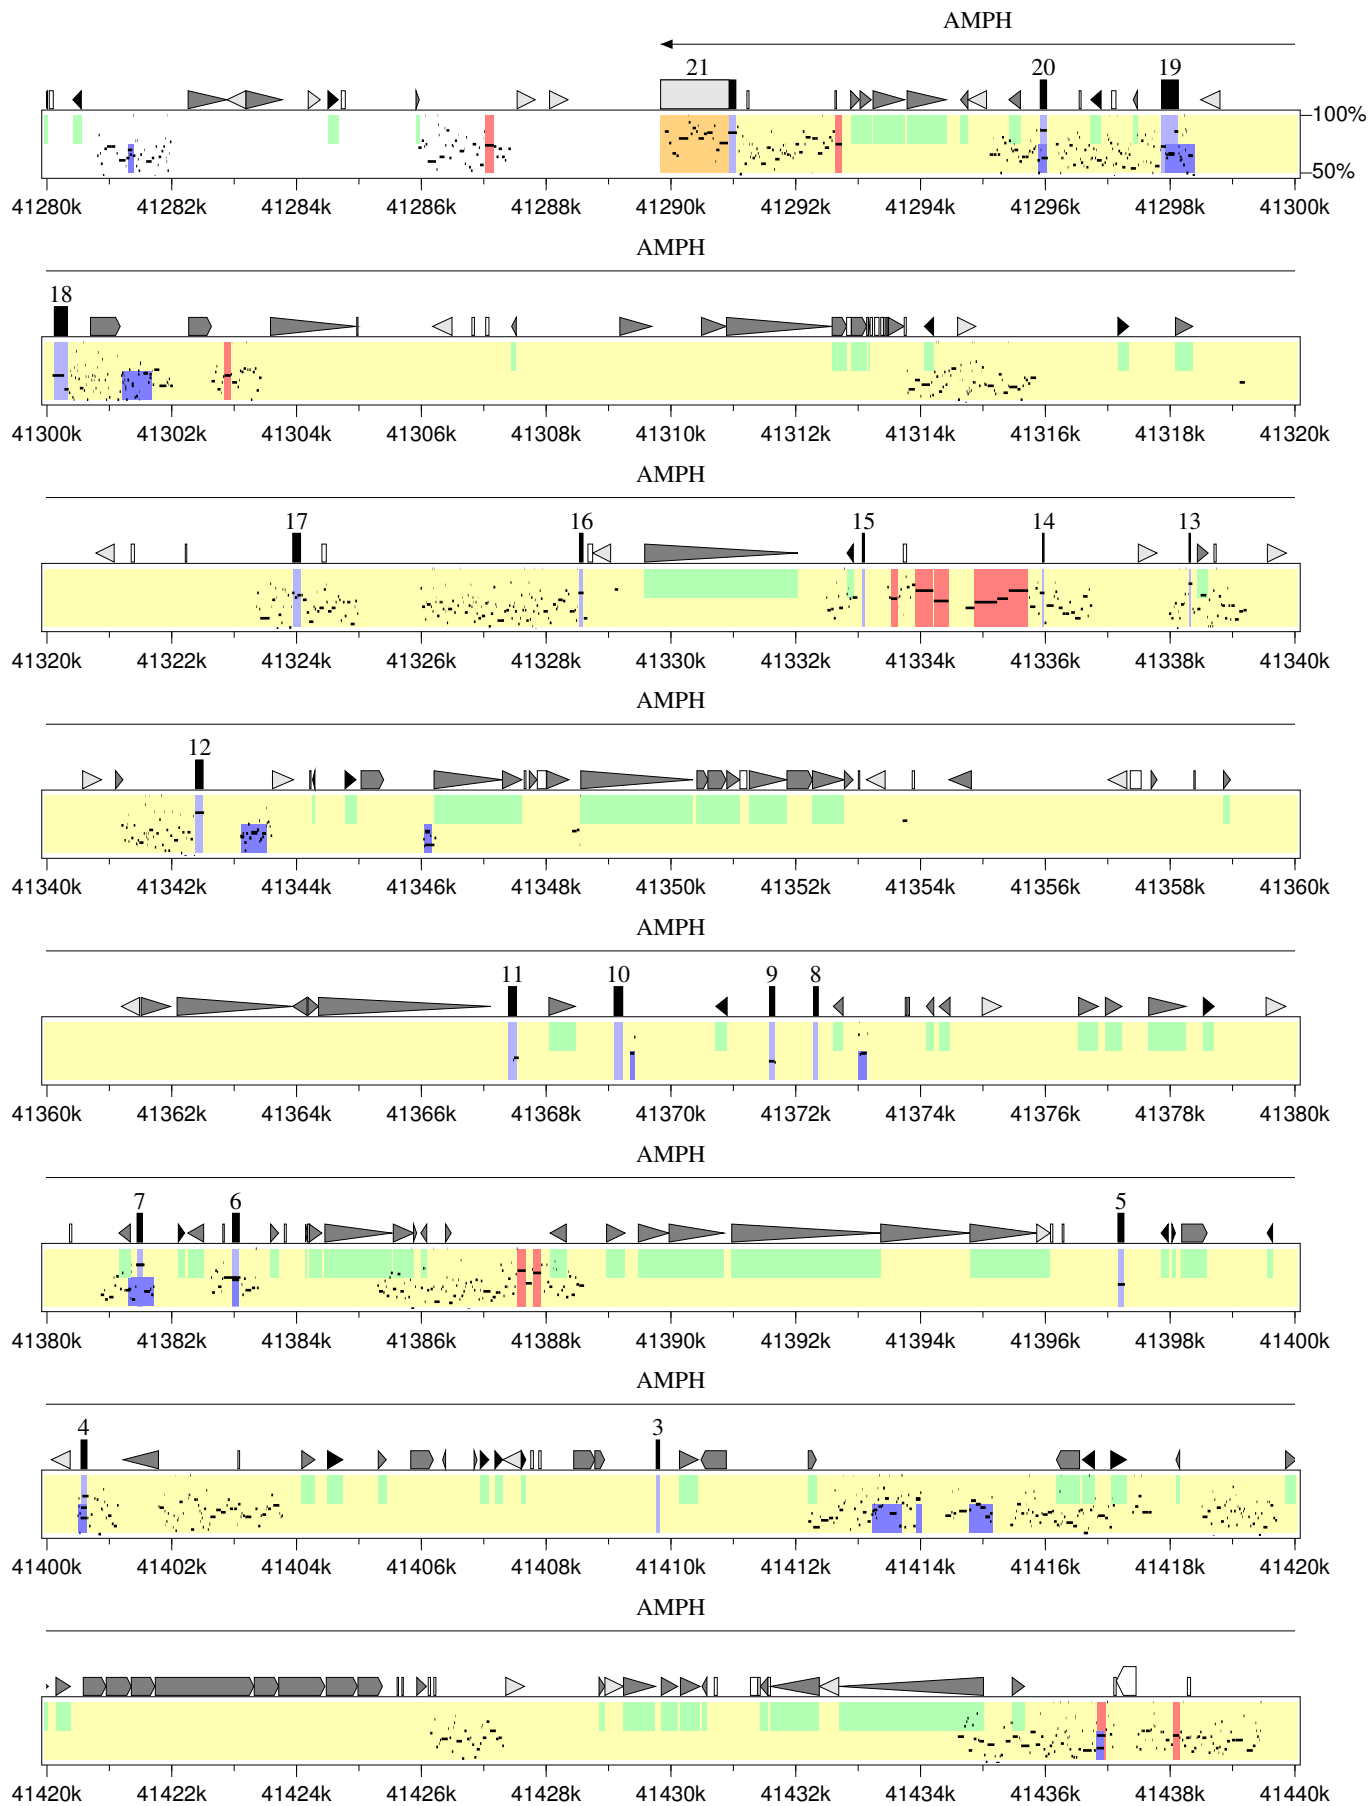 AMPH
21 20 19
100%
50%
41280k 41282k 41284k 41286k 41288k 41290k 41292k 41294k 41296k 41298k 41300k
AMPH
18
41300k 41302k 41304k 41306k 41308k 41310k 41312k 41314k 41316k 41318k 41320k
AMPH
17 16 15 14 13
41320k 41322k 41324k 41326k 41328k 41330k 41332k 41334k 41336k 41338k 41340k
AMPH
12
41340k 41342k 41344k 41346k 41348k 41350k 41352k 41354k 41356k 41358k 41360k
AMPH
11 10 9 8
41360k 41362k 41364k 41366k 41368k 41370k 41372k 41374k 41376k 41378k 41380k
AMPH
7 6 5
41380k 41382k 41384k 41386k 41388k 41390k 41392k 41394k 41396k 41398k 41400k
AMPH
4 3
41400k 41402k 41404k 41406k 41408k 41410k 41412k 41414k 41416k 41418k 41420k
AMPH
41420k 41422k 41424k 41426k 41428k 41430k 41432k 41434k 41436k 41438k 41440k